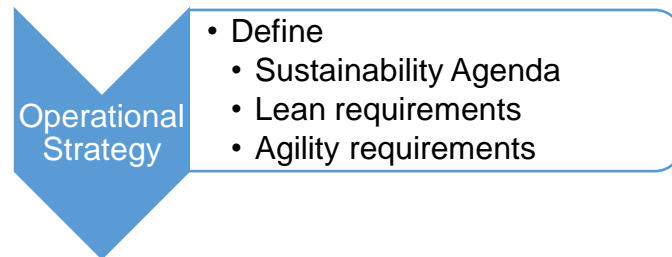 Operational
Strategy
• Define
• Sustainability Agenda
• Lean requirements
• Agility requirements